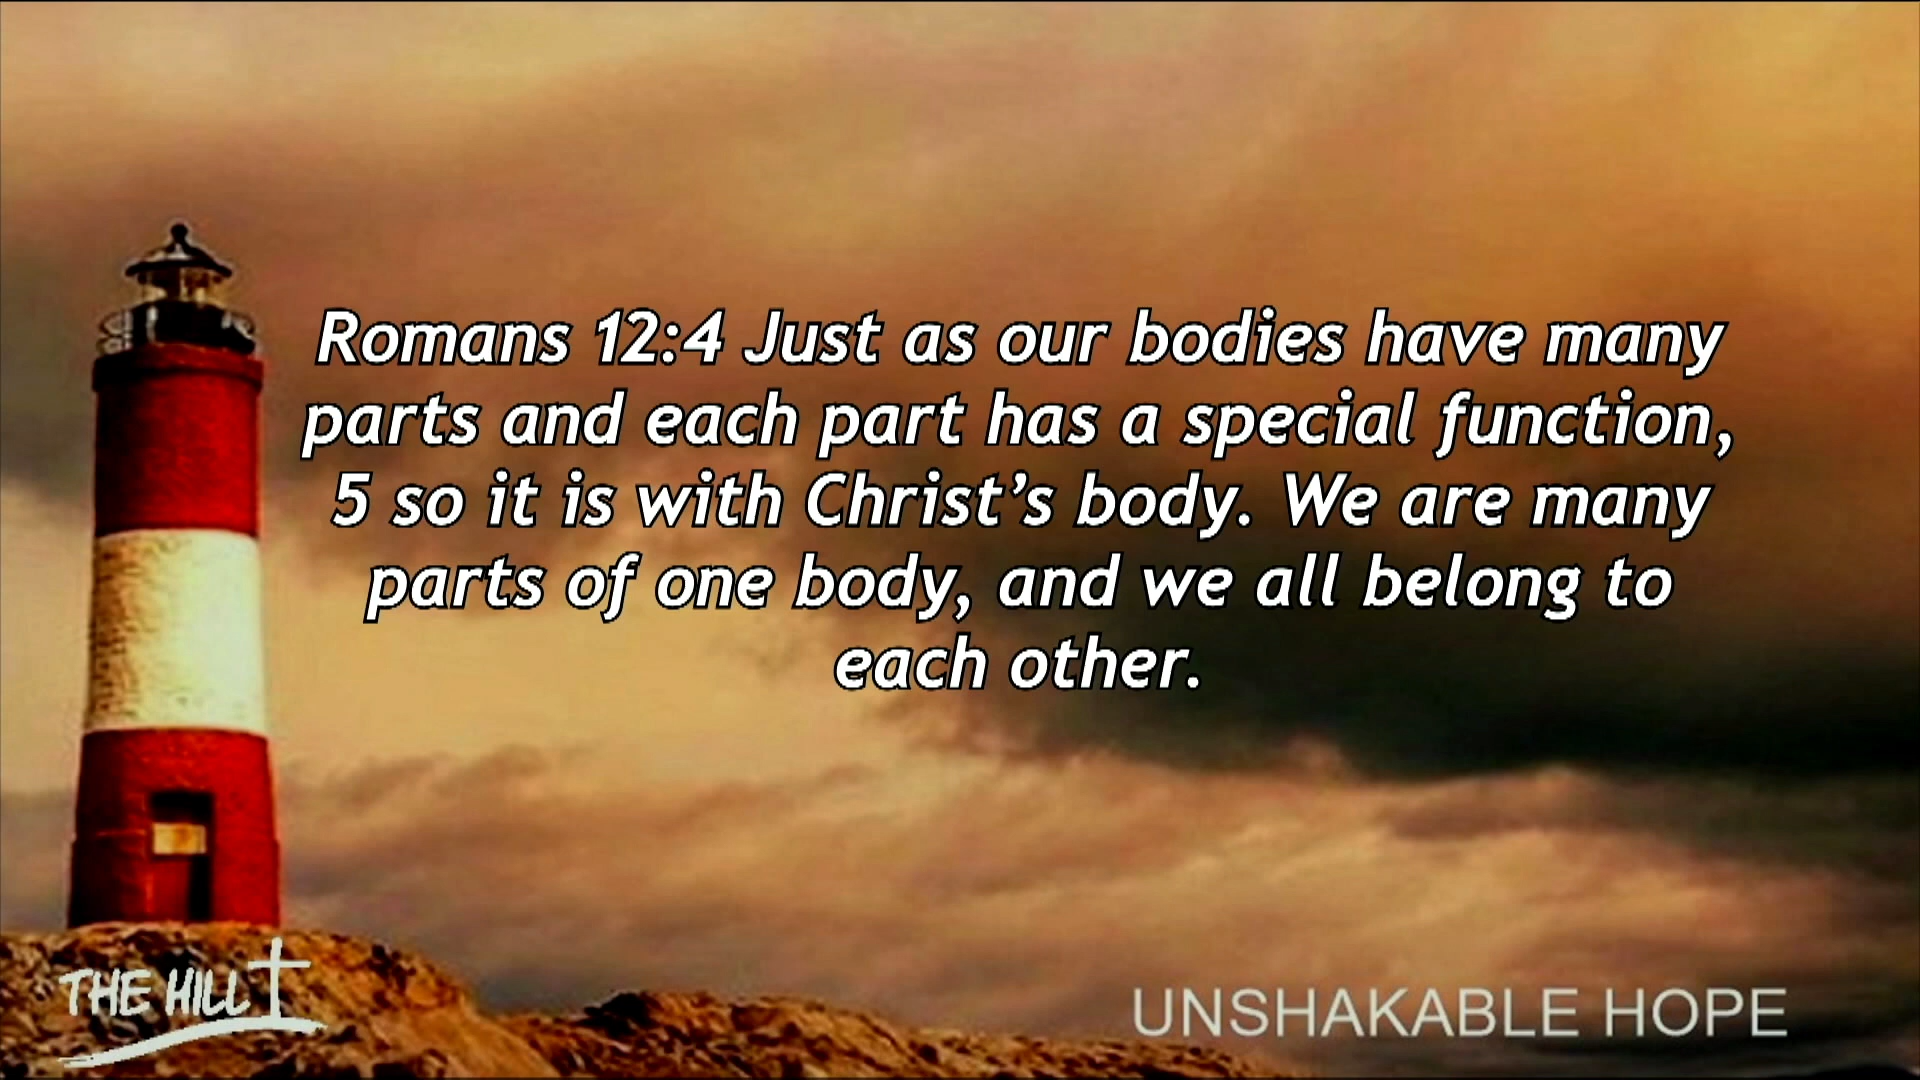 Romans 12:4 Just as our bodies have many
parts and each part has a special function,
5 so it is with Christ’s body. We are many
parts of one body, and we all belong to
each other.
THE HILL
UNSHAKABLE HOPE